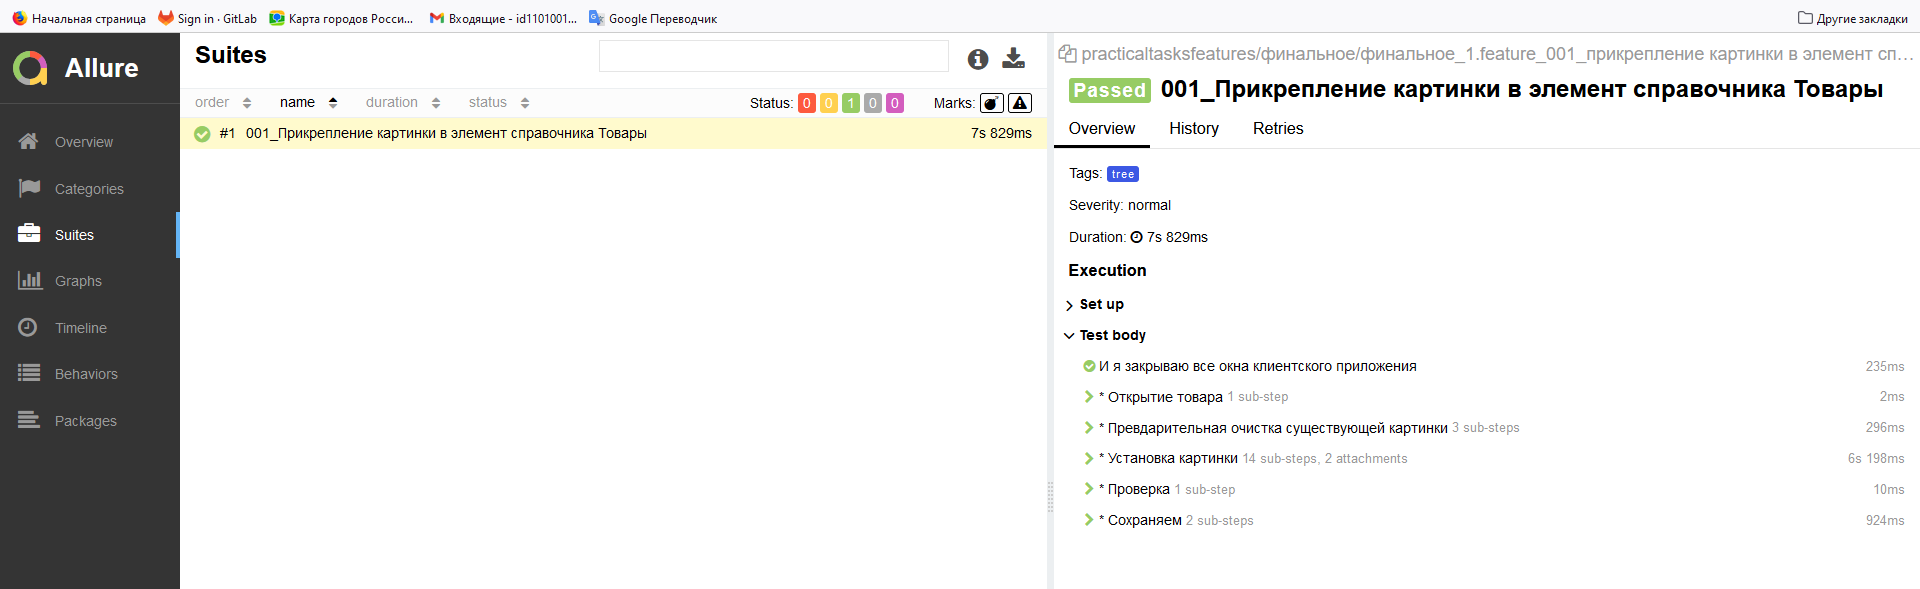 Начальная страница Sign in · GitLab Карта городов Росси... Входящие - id1101001... Google Переводчик Другие закладки
Allure
Overview
Categories
Suites
Graphs
Timeline
Behaviors
Packages
Suites
order name duration status Status: 0 0 1 0 0 Marks:
#1 001_Прикрепление картинки в элемент справочника Товары 7s 829ms
practicaltasksfeatures/финальное/финальное_1.feature_001_прикрепление картинки в элемент сп...
Passed 001_Прикрепление картинки в элемент справочника Товары
Overview History Retries
Tags: tree
Severity: normal
Duration: 7s 829ms
Execution
Set up
Test body
И я закрываю все окна клиентского приложения 235ms
* Открытие товара 1 sub-step 2ms
* Превдарительная очистка существующей картинки 3 sub-steps 296ms
* Установка картинки 14 sub-steps, 2 attachments 6s 198ms
* Проверка 1 sub-step 10ms
* Сохраняем 2 sub-steps 924ms